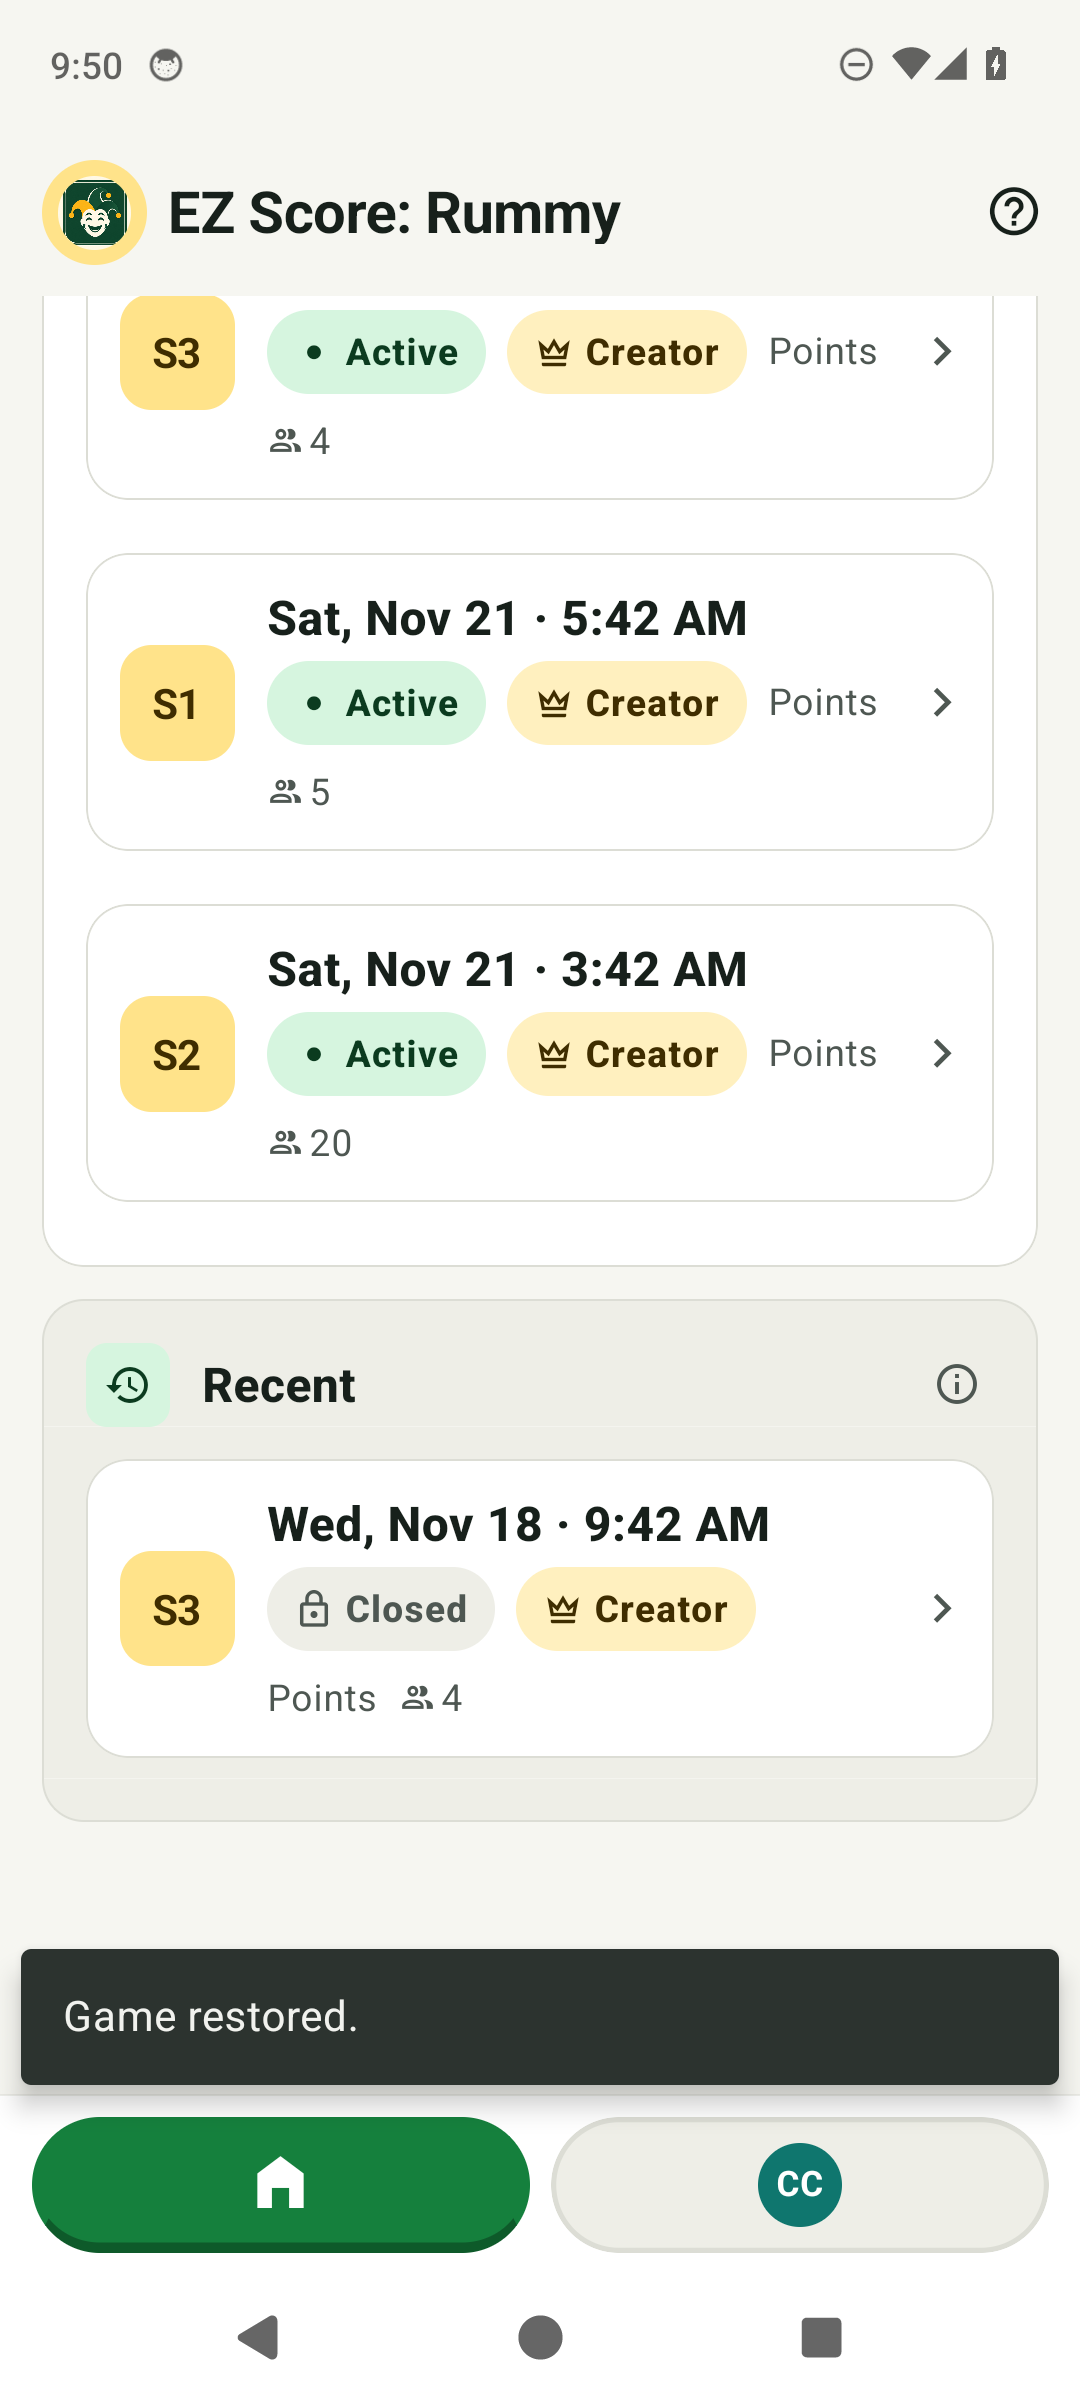 9:50
EZ Score: Rummy
S3
Active
Creator
Points
4
Sat, Nov 21 · 5:42 AM
S1
Active
Creator
Points
5
Sat, Nov 21 · 3:42 AM
S2
Active
Creator
Points
20
Recent
Wed, Nov 18 · 9:42 AM
S3
Closed
Creator
Points
4
Game restored.
CC